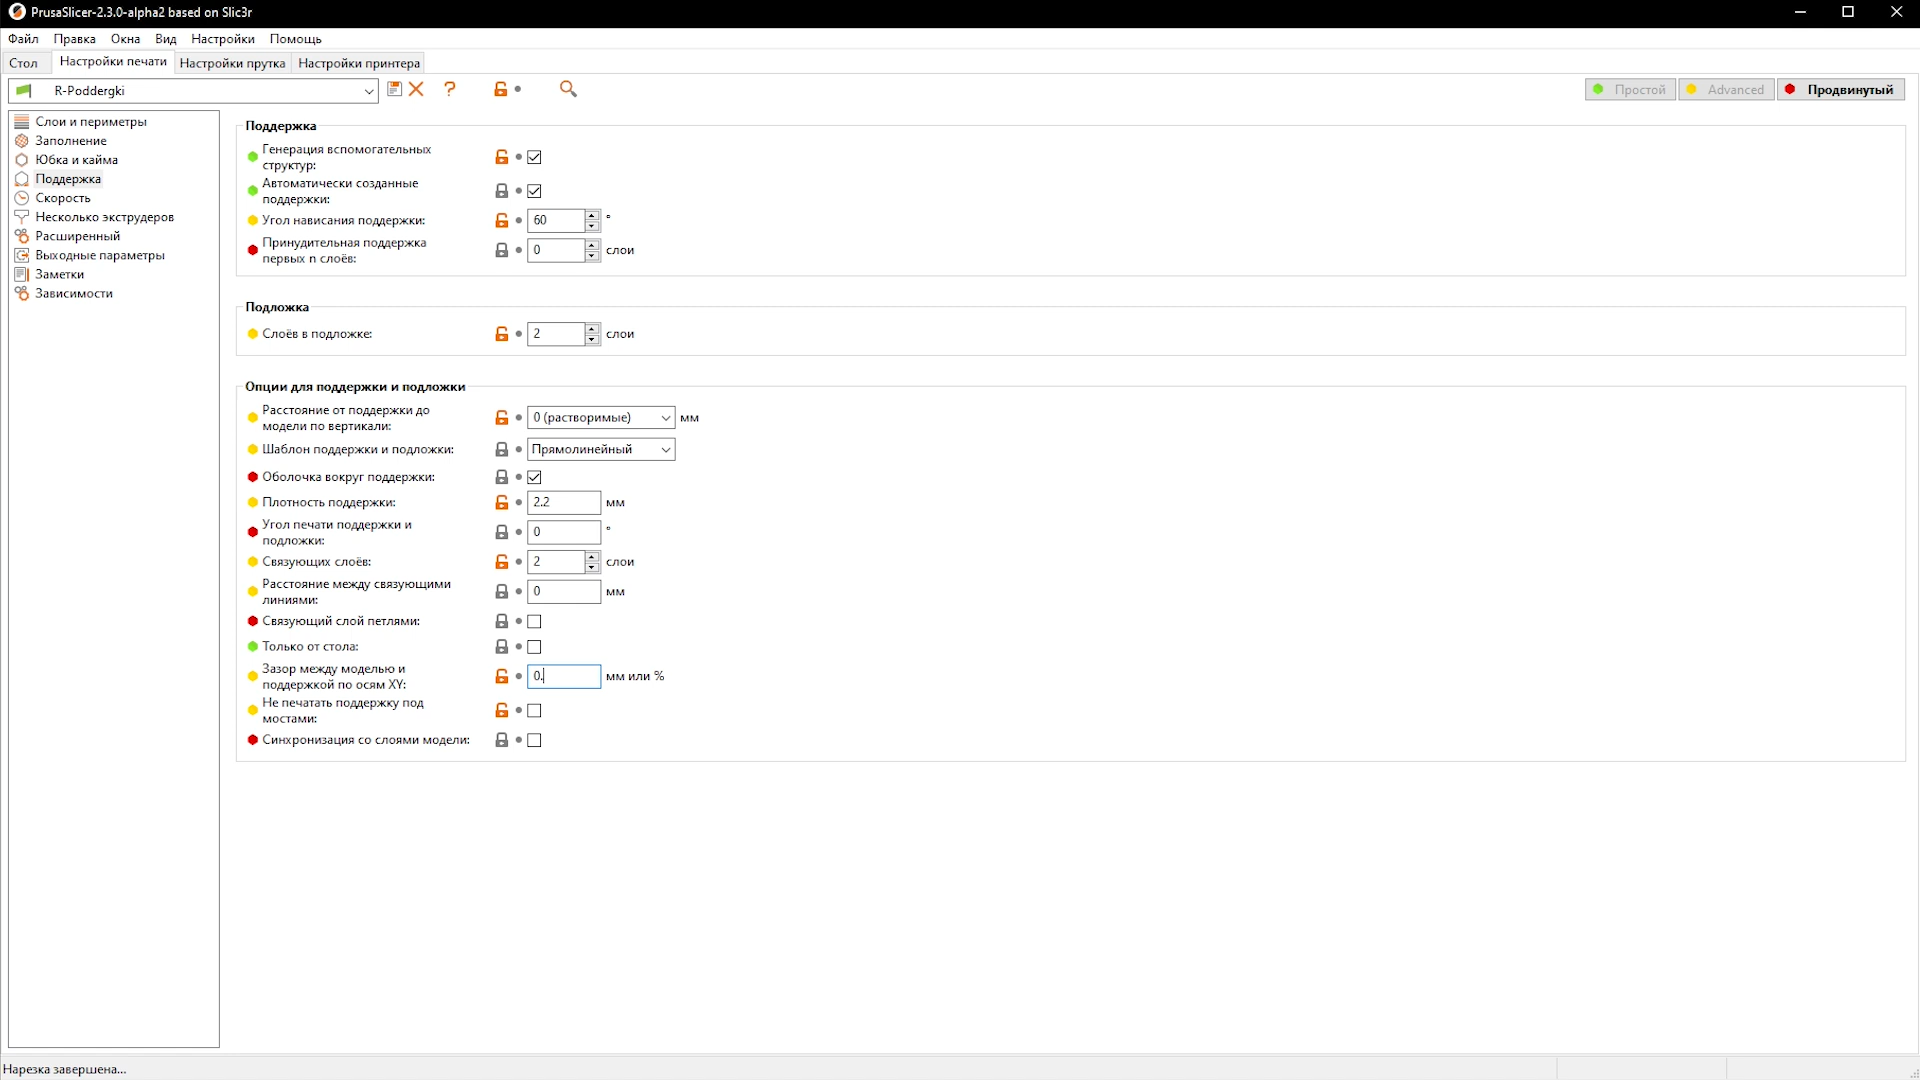 PrusaSlicer-2.3.0-alpha2 based on Slic3r
Файл Правка Окна Вид Настройки Помощь
Стол Настройки печати Настройки прутка Настройки принтера
R-Poddergki
Простой Advanced Продвинутый
Слои и периметры
Заполнение
Юбка и кайма
Поддержка
Скорость
Несколько экструдеров
Расширенный
Выходные параметры
Заметки
Зависимости
Поддержка
Генерация вспомогательных
структур:
Автоматически созданные
поддержки:
Угол нависания поддержки: 60 °
Принудительная поддержка
первых n слоёв: 0 слои
Подложка
Слоёв в подложке: 2 слои
Опции для поддержки и подложки
Расстояние от поддержки до
модели по вертикали: 0 (растворимые) мм
Шаблон поддержки и подложки: Прямолинейный
Оболочка вокруг поддержки:
Плотность поддержки: 2.2 мм
Угол печати поддержки и
подложки: 0 °
Связующих слоёв: 2 слои
Расстояние между связующими
линиями: 0 мм
Связующий слой петлями:
Только от стола:
Зазор между моделью и
поддержкой по осям XY: 0. мм или %
Не печатать поддержку под
мостами:
Синхронизация со слоями модели:
Нарезка завершена...